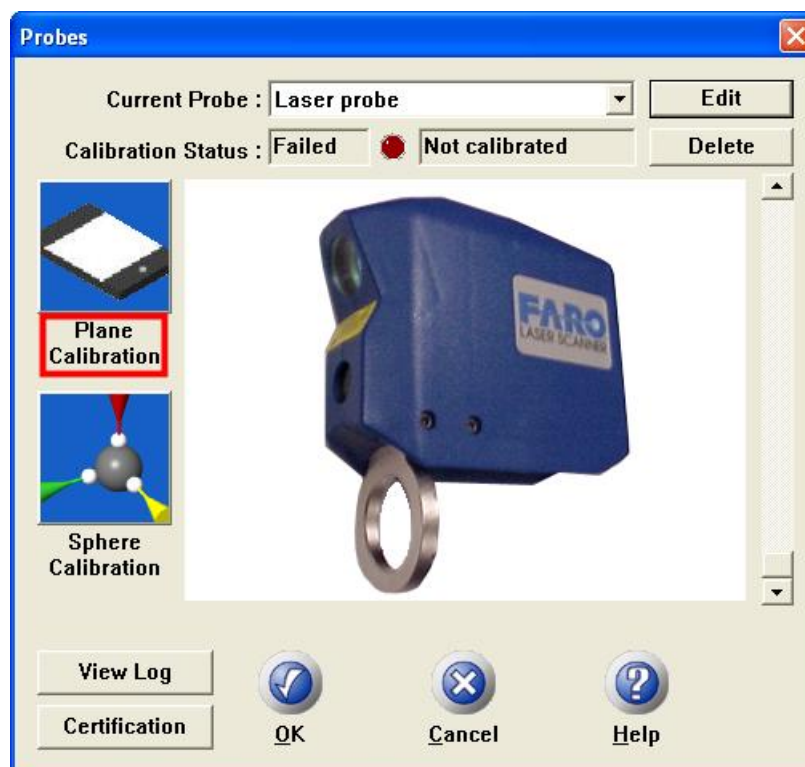 Probes
Current Probe : Laser probe
Edit
Calibration Status : Failed
Not calibrated
Delete
Plane
Calibration
FARO
LASER SCANNER
Sphere
Calibration
View Log
Certification
OK
Cancel
Help